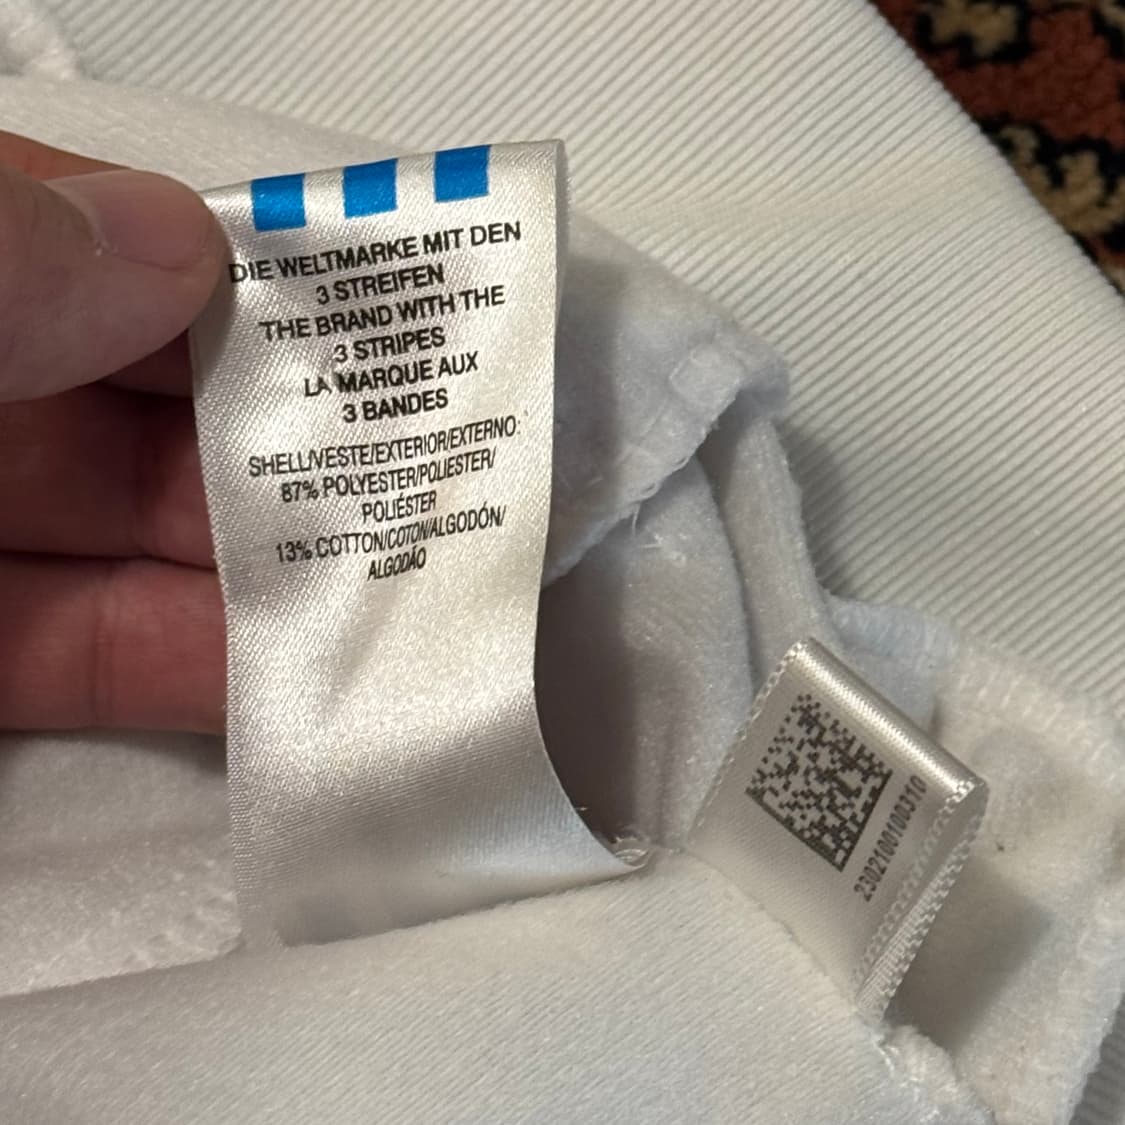 DIE WELTMARKE MIT DEN
3 STREIFEN
THE BRAND WITH THE
3 STRIPES
LA MARQUE AUX
3 BANDES
SHELL/VESTE/EXTERIOR/EXTERNO:
87% POLYESTER/POLIESTER/
POLIÉSTER
13% COTTON/COTON/ALGODÓN/
ALGODÃO
2302100100310